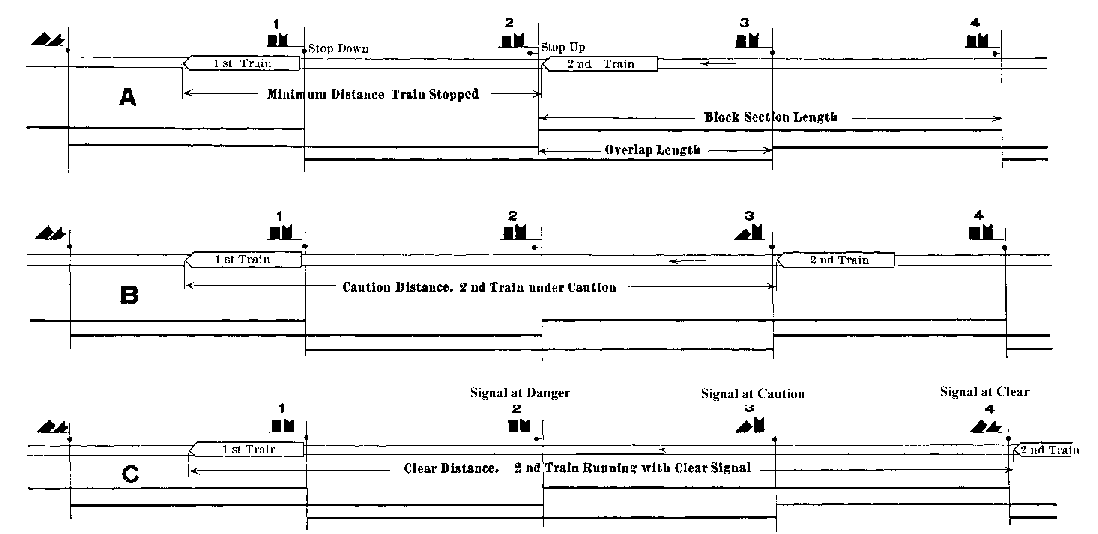 1 2 3 4
Stop Down Stop Up
1 st Train 2 nd Train
A Minimum Distance Train Stopped
Block Section Length
Overlap Length
1 2 3 4
1 st Train 2 nd Train
B Caution Distance. 2 nd Train under Caution
Signal at Danger Signal at Caution Signal at Clear
1 2 3 4
1 st Train 2 nd Train
C Clear Distance. 2 nd Train Running with Clear Signal